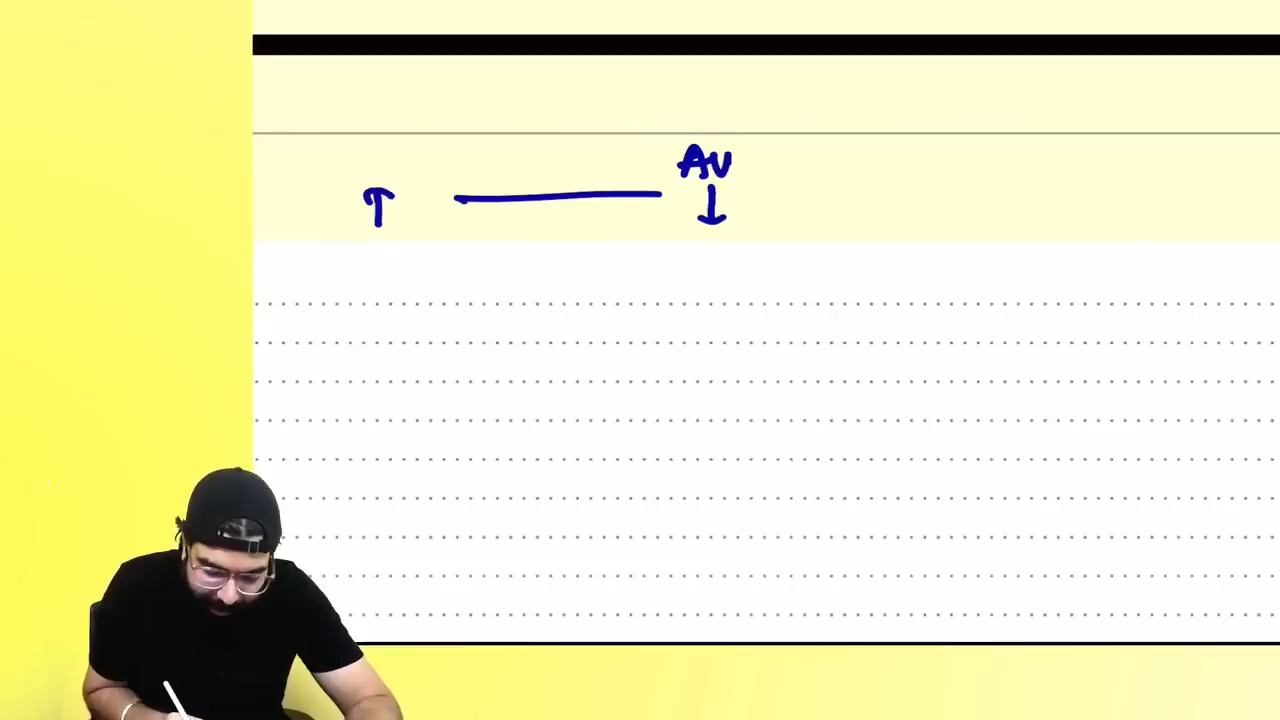 Av
↑ — ↓